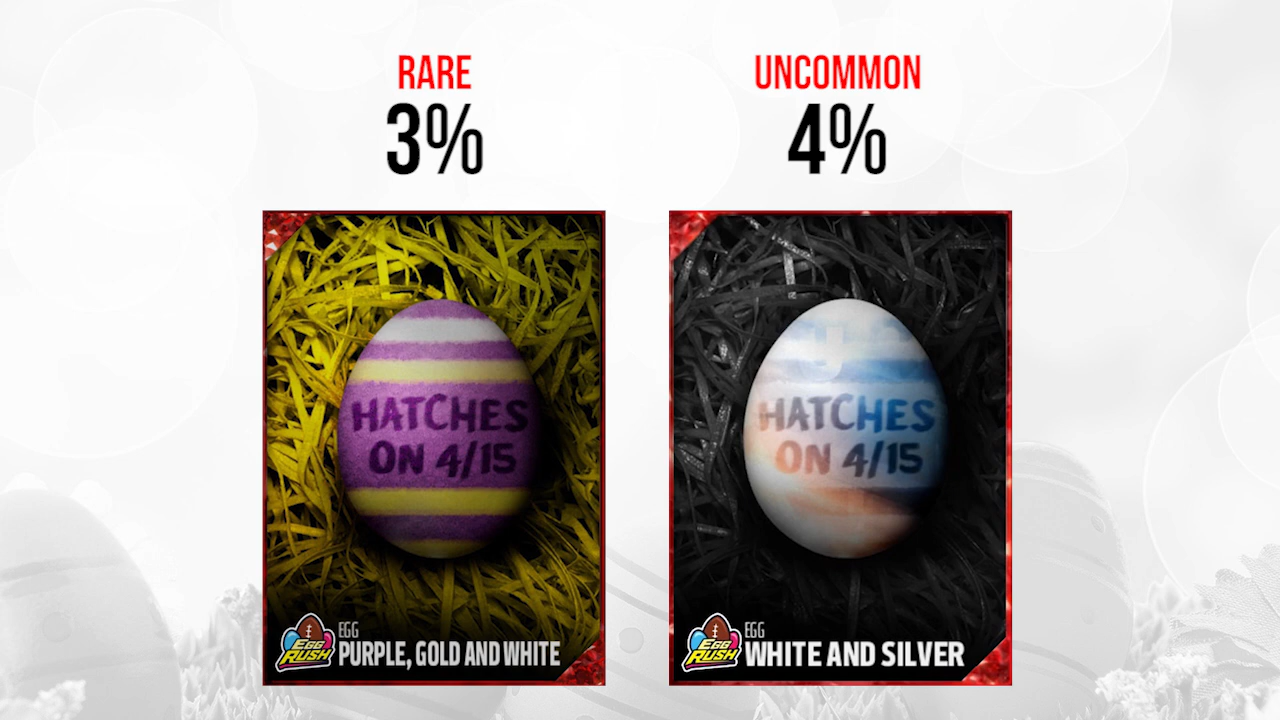 RARE
3%
UNCOMMON
4%
HATCHES
ON 4/15
EGG RUSH
EGG
PURPLE, GOLD AND WHITE
HATCHES
ON 4/15
EGG RUSH
EGG
WHITE AND SILVER